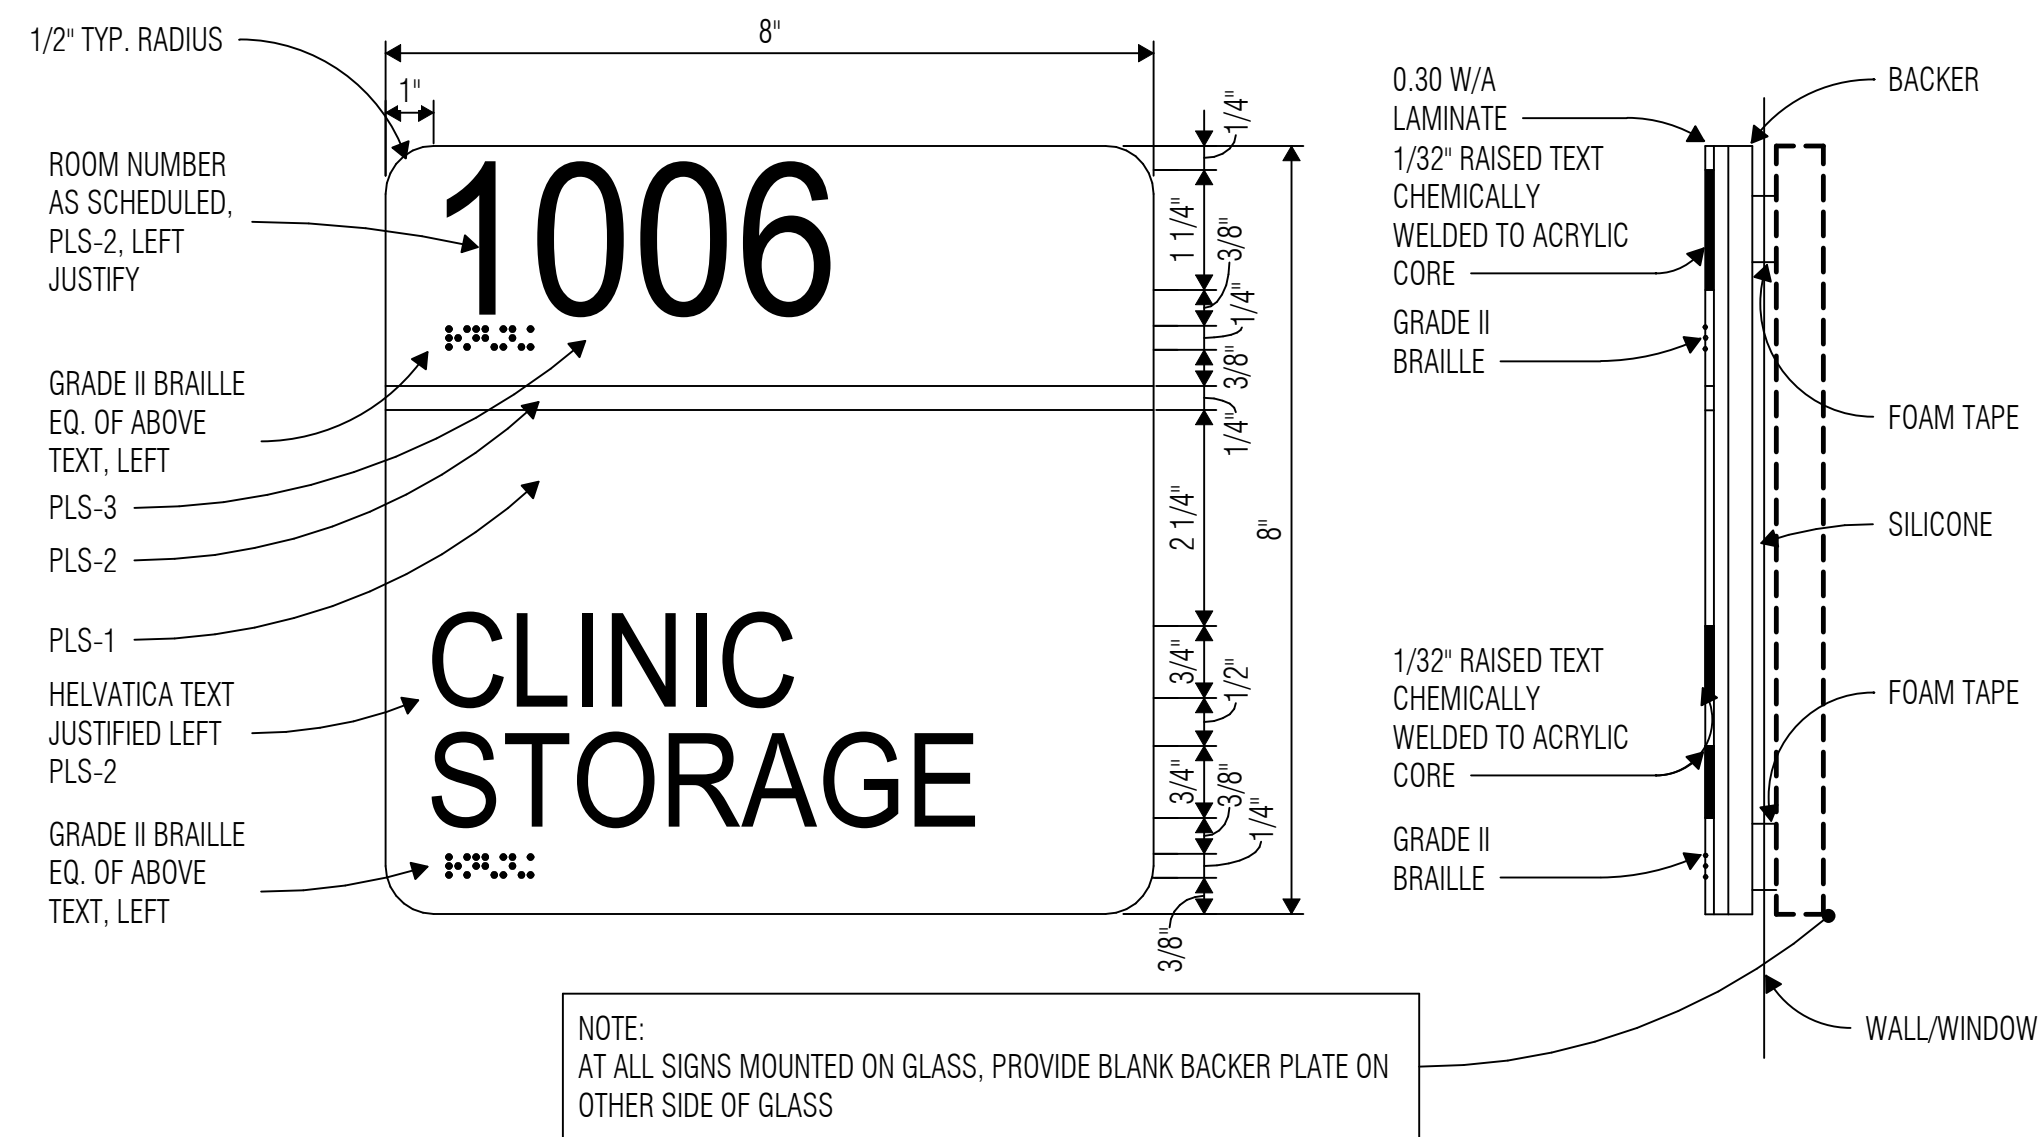 1/2" TYP. RADIUS
8"
1"
ROOM NUMBER
AS SCHEDULED,
PLS-2, LEFT
JUSTIFY
GRADE II BRAILLE
EQ. OF ABOVE
TEXT, LEFT
PLS-3
PLS-2
PLS-1
HELVATICA TEXT
JUSTIFIED LEFT
PLS-2
GRADE II BRAILLE
EQ. OF ABOVE
TEXT, LEFT
1006
CLINIC
STORAGE
1/4"
1 1/4"
3/8"
1/4"
3/8"
1/4"
2 1/4"
8"
3/4"
1/2"
3/4"
3/8"
1/4"
3/8"
0.30 W/A
LAMINATE
1/32" RAISED TEXT
CHEMICALLY
WELDED TO ACRYLIC
CORE
GRADE II
BRAILLE
1/32" RAISED TEXT
CHEMICALLY
WELDED TO ACRYLIC
CORE
GRADE II
BRAILLE
BACKER
FOAM TAPE
SILICONE
FOAM TAPE
WALL/WINDOW
NOTE:
AT ALL SIGNS MOUNTED ON GLASS, PROVIDE BLANK BACKER PLATE ON
OTHER SIDE OF GLASS